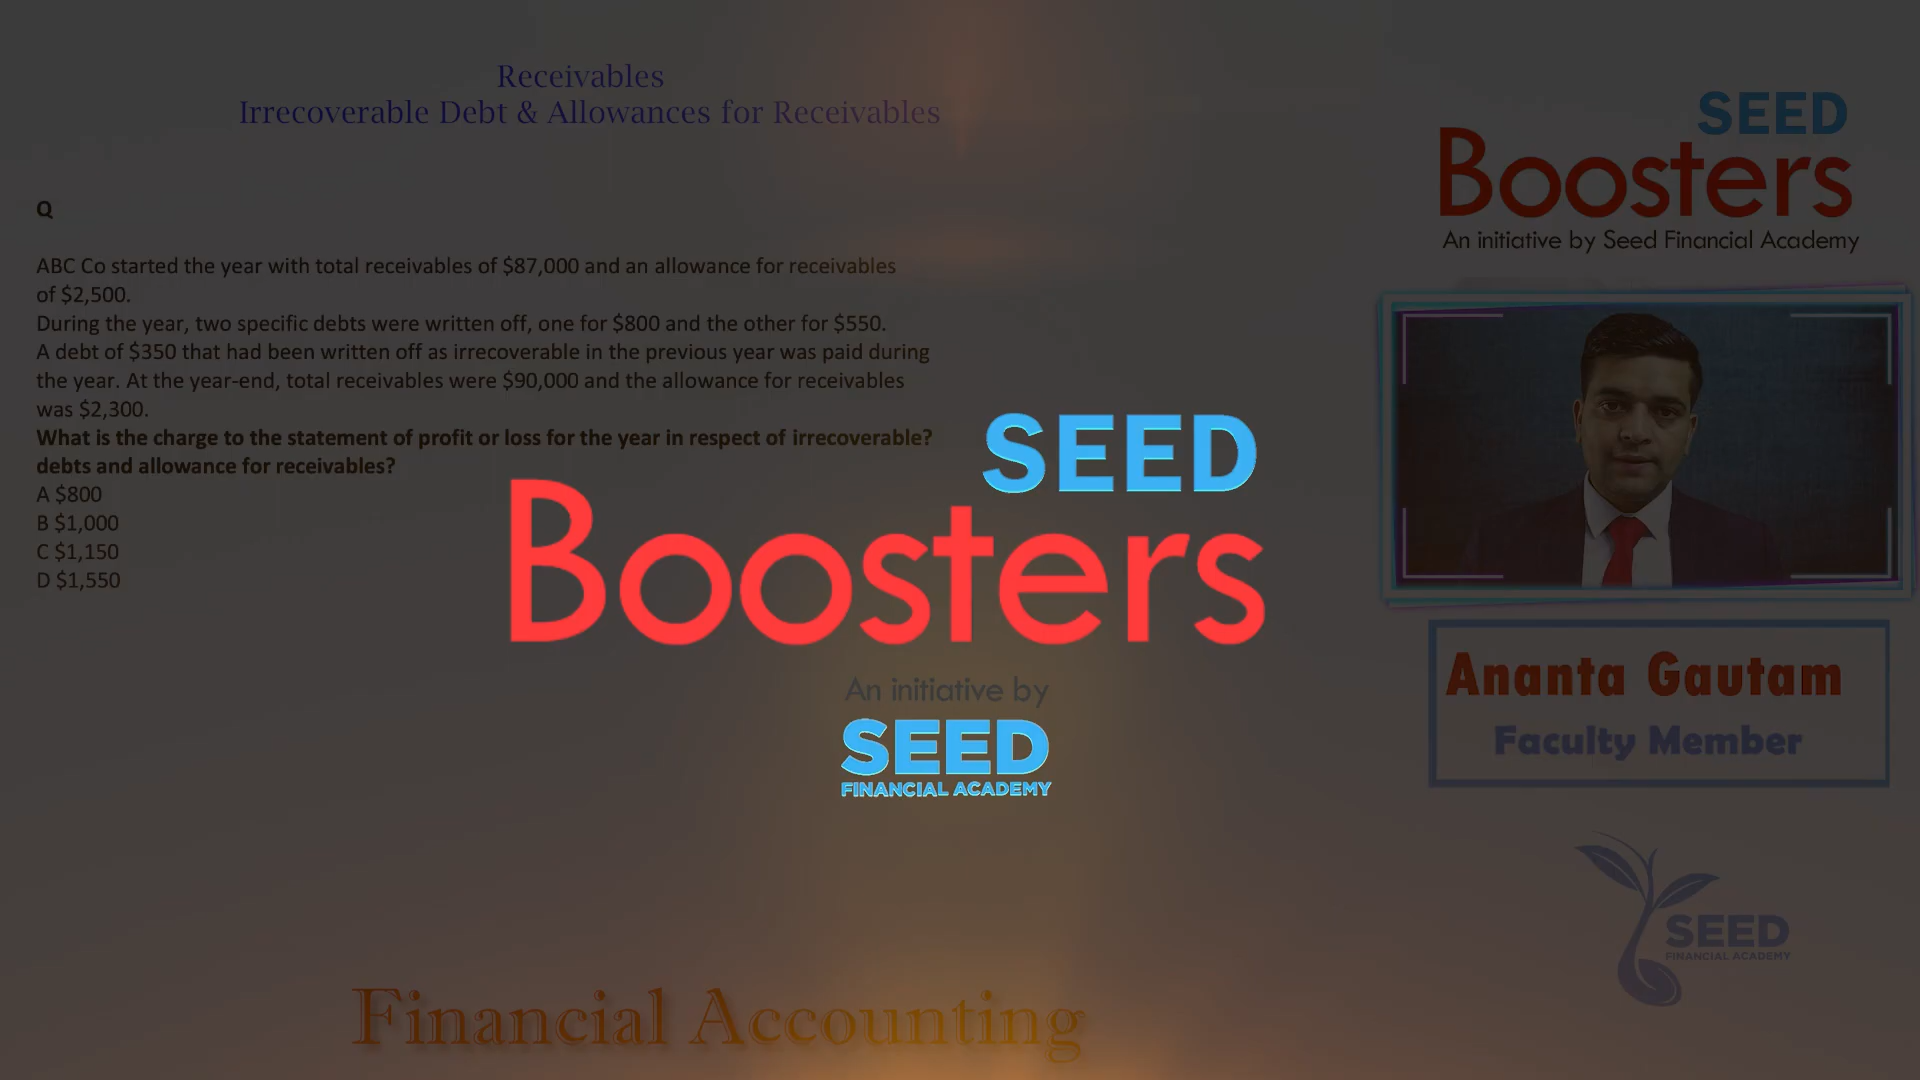 Receivables
Irrecoverable Debt & Allowances for Receivables
Q
ABC Co started the year with total receivables of $87,000 and an allowance for receivables
of $2,500.
During the year, two specific debts were written off, one for $800 and the other for $550.
A debt of $350 that had been written off as irrecoverable in the previous year was paid during
the year. At the year-end, total receivables were $90,000 and the allowance for receivables
was $2,300.
What is the charge to the statement of profit or loss for the year in respect of irrecoverable?
debts and allowance for receivables?
A $800
B $1,000
C $1,150
D $1,550
SEED
Boosters
An initiative by
SEED
FINANCIAL ACADEMY
Financial Accounting
SEED
Boosters
An initiative by Seed Financial Academy
Ananta Gautam
Faculty Member
SEED
FINANCIAL ACADEMY